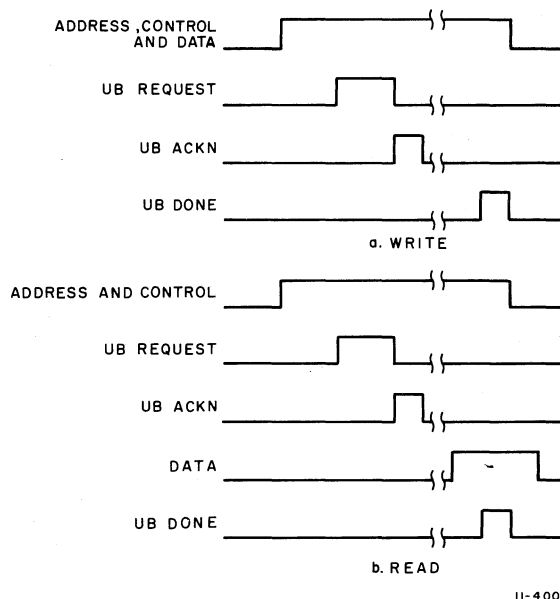 ADDRESS, CONTROL
AND DATA
UB REQUEST
UB ACKN
UB DONE
a. WRITE
ADDRESS AND CONTROL
UB REQUEST
UB ACKN
DATA
UB DONE
b. READ
11-400